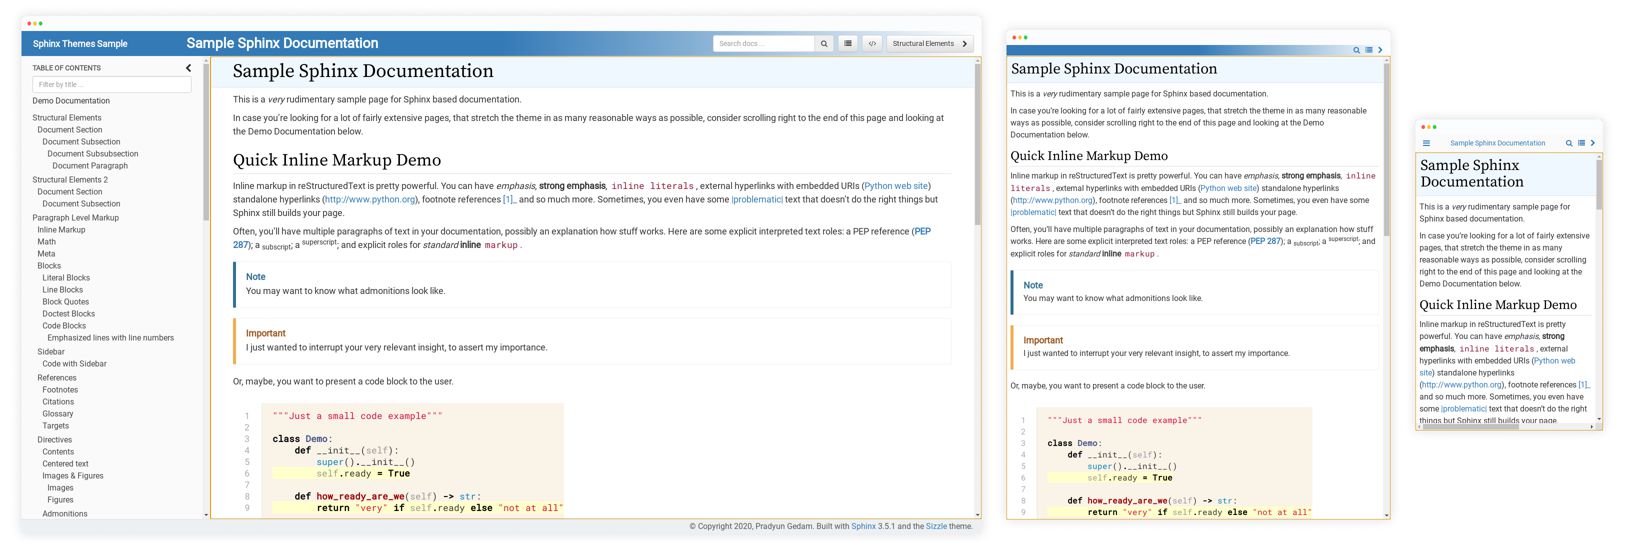 Sphinx Themes Sample
Sample Sphinx Documentation
Search docs ...
</>
Structural Elements
TABLE OF CONTENTS
Filter by title ...
Demo Documentation
Structural Elements
Document Section
Document Subsection
Document Subsubsection
Document Paragraph
Structural Elements 2
Document Section
Document Subsection
Paragraph Level Markup
Inline Markup
Math
Meta
Blocks
Literal Blocks
Line Blocks
Block Quotes
Doctest Blocks
Code Blocks
Emphasized lines with line numbers
Sidebar
Code with Sidebar
References
Footnotes
Citations
Glossary
Targets
Directives
Contents
Centered text
Images & Figures
Images
Figures
Admonitions
Sample Sphinx Documentation
This is a very rudimentary sample page for Sphinx based documentation.
In case you're looking for a lot of fairly extensive pages, that stretch the theme in as many reasonable ways as possible, consider scrolling right to the end of this page and looking at
the Demo Documentation below.
Quick Inline Markup Demo
Inline markup in reStructuredText is pretty powerful. You can have emphasis, strong emphasis, inline literals, external hyperlinks with embedded URIs (Python web site)
standalone hyperlinks (http://www.python.org), footnote references [1]_ and so much more. Sometimes, you even have some |problematic| text that doesn't do the right things but
Sphinx still builds your page.
Often, you'll have multiple paragraphs of text in your documentation, possibly an explanation how stuff works. Here are some explicit interpreted text roles: a PEP reference (PEP
287); a subscript; a superscript; and explicit roles for standard inline markup.
Note
You may want to know what admonitions look like.
Important
I just wanted to interrupt your very relevant insight, to assert my importance.
Or, maybe, you want to present a code block to the user.
1 """Just a small code example"""
2
3 class Demo:
4 def __init__(self):
5 super().__init__()
6 self.ready = True
7
8 def how_ready_are_we(self) -> str:
9 return "very" if self.ready else "not at all"
© Copyright 2020, Pradyun Gedam. Built with Sphinx 3.5.1 and the Sizzle theme.
Sample Sphinx Documentation
This is a very rudimentary sample page for Sphinx based documentation.
In case you're looking for a lot of fairly extensive pages, that stretch the theme in as many reasonable
ways as possible, consider scrolling right to the end of this page and looking at the Demo
Documentation below.
Quick Inline Markup Demo
Inline markup in reStructuredText is pretty powerful. You can have emphasis, strong emphasis, inline
literals, external hyperlinks with embedded URIs (Python web site) standalone hyperlinks
(http://www.python.org), footnote references [1]_ and so much more. Sometimes, you even have some
|problematic| text that doesn't do the right things but Sphinx still builds your page.
Often, you'll have multiple paragraphs of text in your documentation, possibly an explanation how stuff
works. Here are some explicit interpreted text roles: a PEP reference (PEP 287); a subscript; a superscript; and
explicit roles for standard inline markup.
Note
You may want to know what admonitions look like.
Important
I just wanted to interrupt your very relevant insight, to assert my importance.
Or, maybe, you want to present a code block to the user.
1 """Just a small code example"""
2
3 class Demo:
4 def __init__(self):
5 super().__init__()
6 self.ready = True
7
8 def how_ready_are_we(self) -> str:
9 return "very" if self.ready else "not at all"
Sample Sphinx Documentation
Sample Sphinx
Documentation
This is a very rudimentary sample page for
Sphinx based documentation.
In case you're looking for a lot of fairly extensive
pages, that stretch the theme in as many
reasonable ways as possible, consider scrolling
right to the end of this page and looking at the
Demo Documentation below.
Quick Inline Markup Demo
Inline markup in reStructuredText is pretty
powerful. You can have emphasis, strong
emphasis, inline literals, external
hyperlinks with embedded URIs (Python web
site) standalone hyperlinks
(http://www.python.org), footnote references [1]_
and so much more. Sometimes, you even have
some |problematic| text that doesn't do the right
things but Sphinx still builds your page.